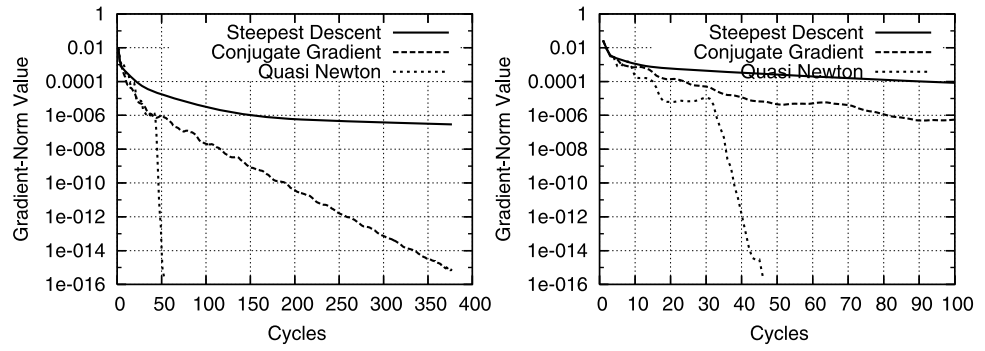 1
0.01
0.0001
1e-006
1e-008
1e-010
1e-012
1e-014
1e-016
Gradient-Norm Value
0 50 100 150 200 250 300 350 400
Cycles
Steepest Descent
Conjugate Gradient
Quasi Newton
1
0.01
0.0001
1e-006
1e-008
1e-010
1e-012
1e-014
1e-016
Gradient-Norm Value
0 10 20 30 40 50 60 70 80 90 100
Cycles
Steepest Descent
Conjugate Gradient
Quasi Newton